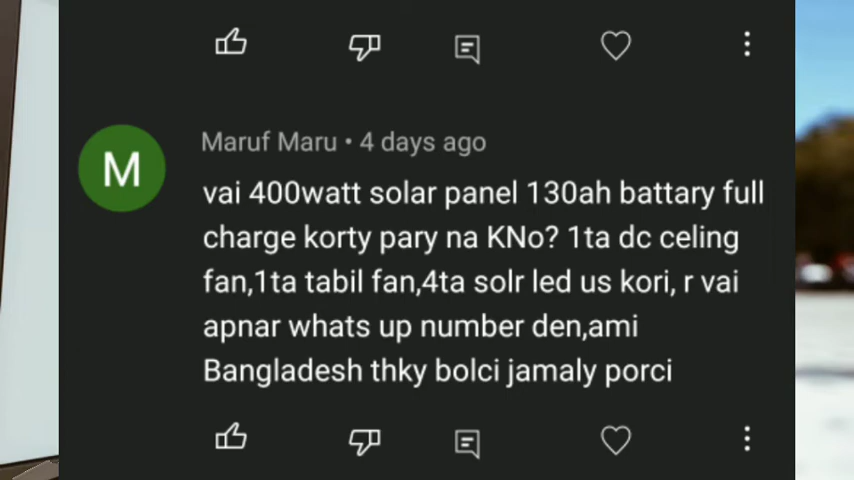 M
Maruf Maru • 4 days ago
vai 400watt solar panel 130ah battary full
charge korty pary na KNo? 1ta dc celing
fan,1ta tabil fan,4ta solr led us kori, r vai
apnar whats up number den,ami
Bangladesh thky bolci jamaly porci